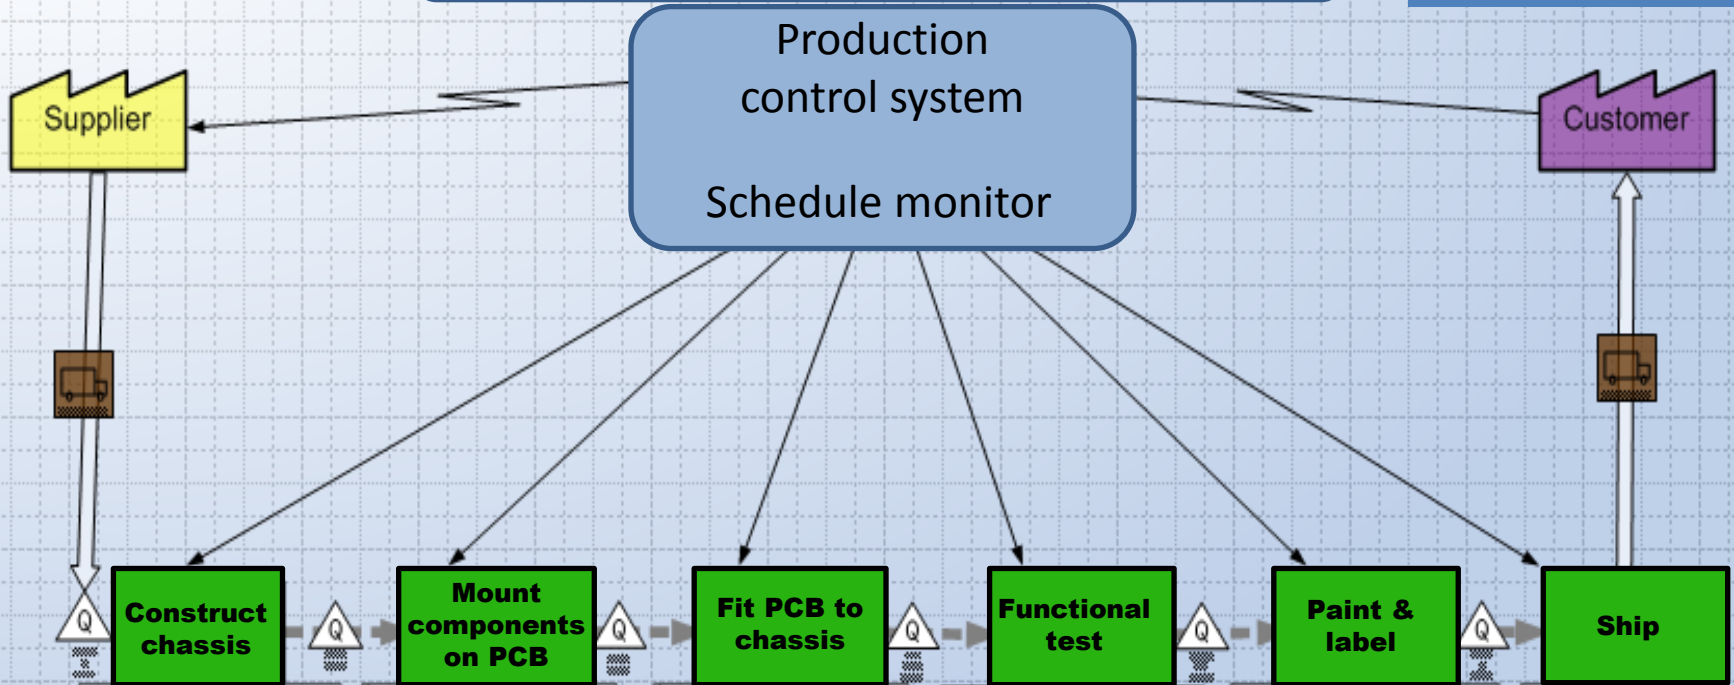 Production
control system
Schedule monitor
Supplier
Customer
Q
Construct
chassis
Q
Mount
components
on PCB
Q
Fit PCB to
chassis
Q
Functional
test
Q
Paint &
label
Q
Ship